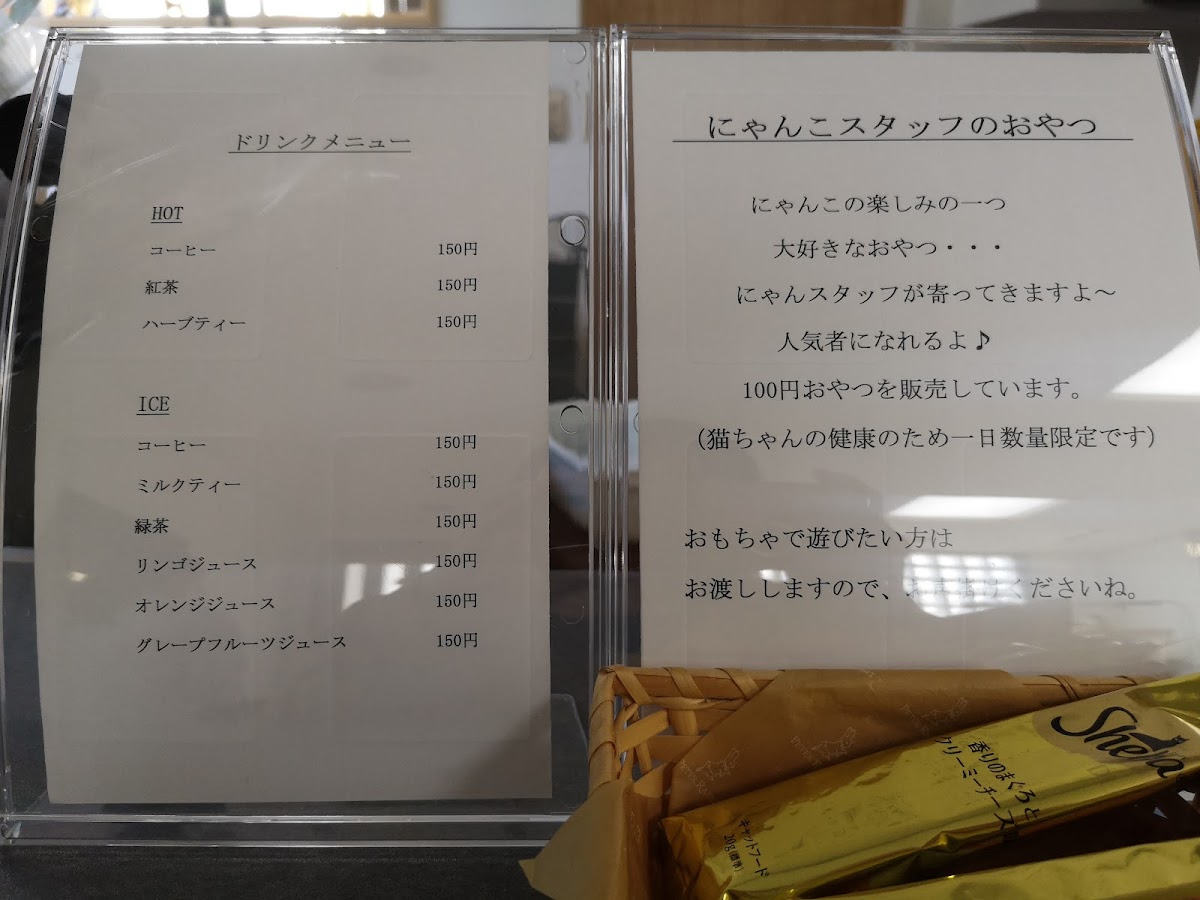 ドリンクメニュー
HOT
コーヒー 150円
紅茶 150円
ハーブティー 150円
ICE
コーヒー 150円
ミルクティー 150円
緑茶 150円
リンゴジュース 150円
オレンジジュース 150円
グレープフルーツジュース 150円
にゃんこスタッフのおやつ
にゃんこの楽しみの一つ
大好きなおやつ・・・
にゃんスタッフが寄ってきますよ～
人気者になれるよ♪
100円おやつを販売しています。
（猫ちゃんの健康のため一日数量限定です）
おもちゃで遊びたい方は
お渡ししますので、お声掛けくださいね。
Sheba
香りのまぐろと
クリーミーチーズ
キャットフード
20g(標準)